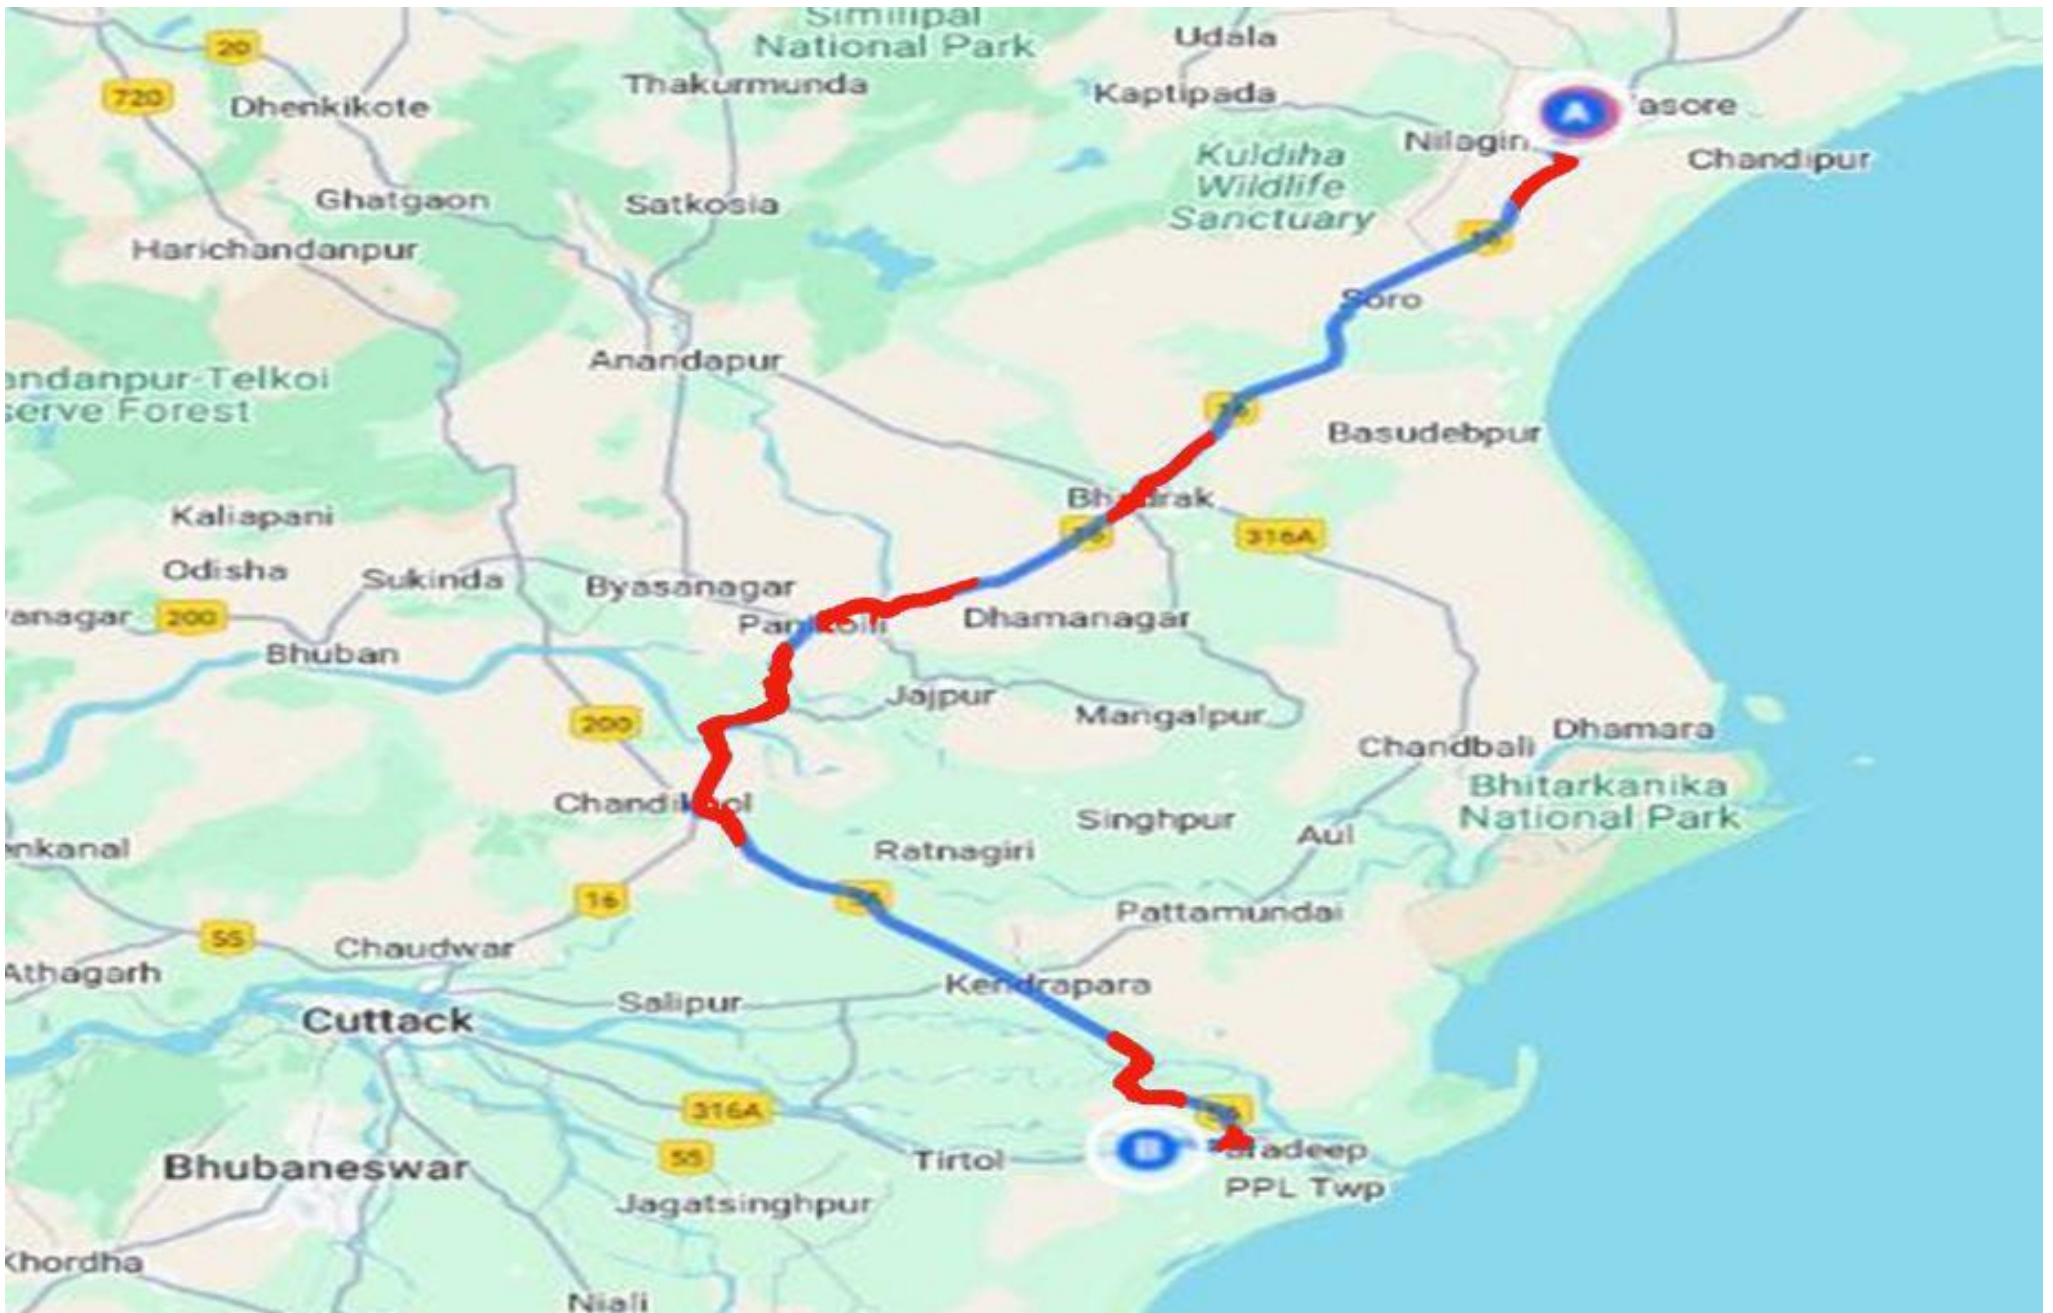 Similipal
National Park
Udala
20
720
Dhenkikote
Thakurmunda
Kaptipada
A
asore
Nilagiri
Chandipur
Kuldiha
Wildlife
Sanctuary
Ghatgaon
Satkosia
Harichandanpur
Soro
Anandapur
andanpur-Telkoi
serve Forest
Basudebpur
Kaliapani
316A
Odisha
Sukinda
Byasanagar
anagar
200
Dhamanagar
Bhuban
Jajpur
200
Mangalpur
Dhamara
Chandbali
Bhitarkanika
National Park
Singhpur
Aul
enkanal
Ratnagiri
16
Pattamundai
55
Chaudwar
Athagarh
Kendrapara
Salipur
Cuttack
316A
B
55
Tirtol
Bhubaneswar
PPL Twp
Jagatsinghpur
Khordha
Niali